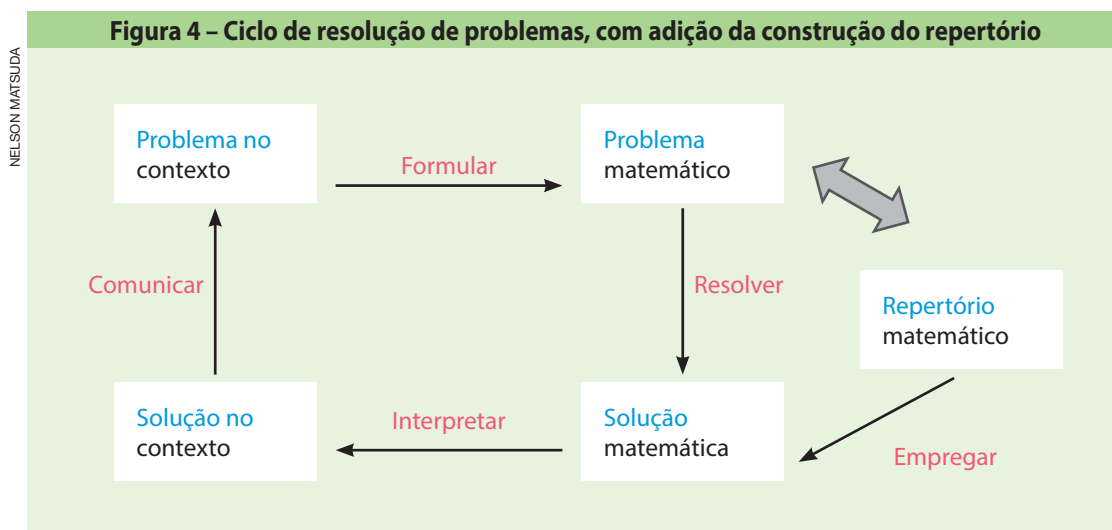 Figura 4 – Ciclo de resolução de problemas, com adição da construção do repertório
NELSON MATSUDA
Problema no
contexto
Formular
Problema
matemático
Comunicar
Resolver
Repertório
matemático
Solução no
contexto
Interpretar
Solução
matemática
Empregar